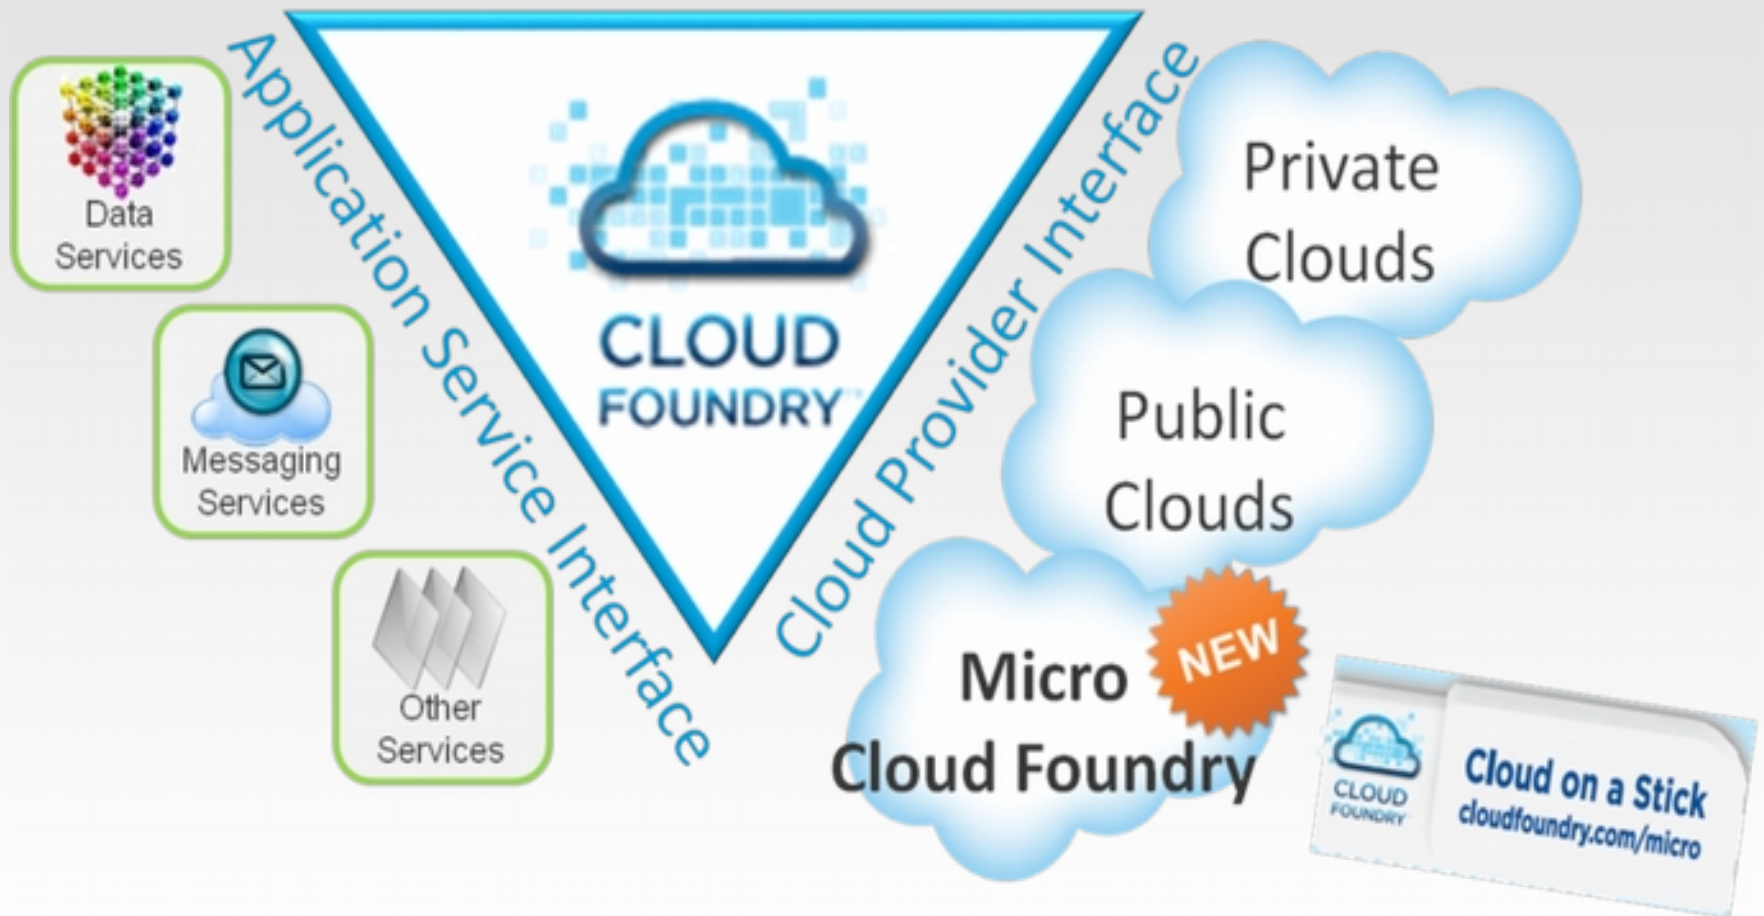 Application Service Interface
Cloud Provider Interface
Data
Services
Messaging
Services
Other
Services
CLOUD
FOUNDRY™
Private
Clouds
Public
Clouds
Micro
Cloud Foundry
NEW
CLOUD
FOUNDRY
Cloud on a Stick
cloudfoundry.com/micro